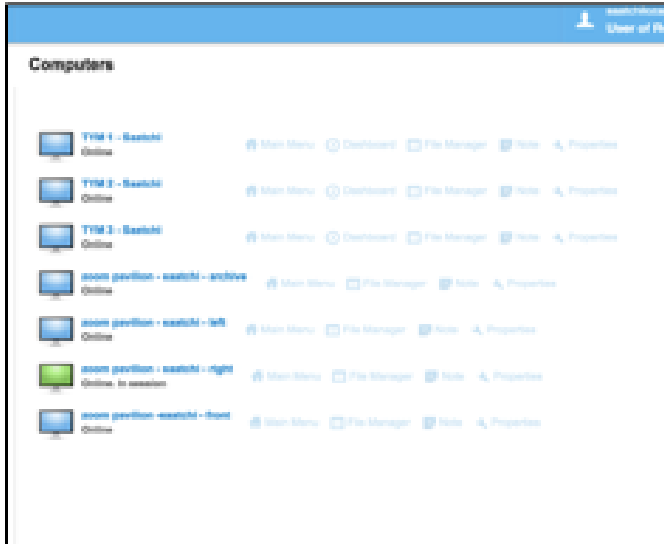 User of R
Computers
TYM 1 - Saatchi
Online
Main Menu Dashboard File Manager Note Properties
TYM 2 - Saatchi
Online
Main Menu Dashboard File Manager Note Properties
TYM 3 - Saatchi
Online
Main Menu Dashboard File Manager Note Properties
zoom pavilion - saatchi - archive
Online
Main Menu File Manager Note Properties
zoom pavilion - saatchi - left
Online
Main Menu File Manager Note Properties
zoom pavilion - saatchi - right
Online, in session
Main Menu File Manager Note Properties
zoom pavilion -saatchi - front
Online
Main Menu File Manager Note Properties